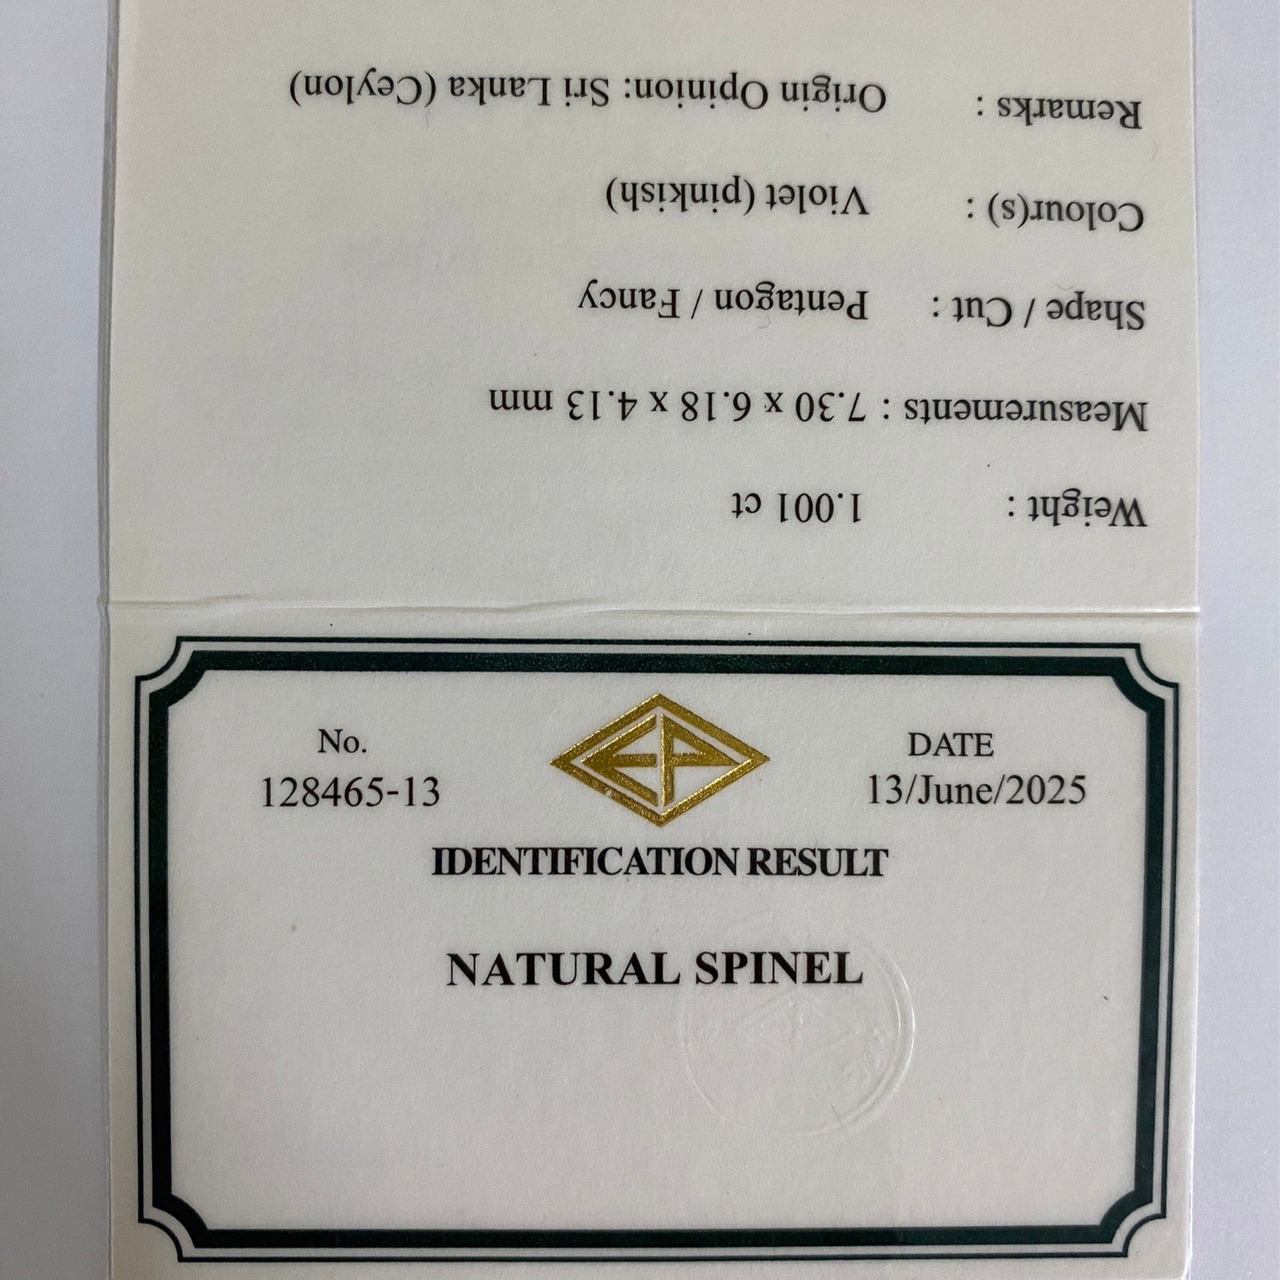 Weight : 1.001 ct
Measurements : 7.30 x 6.18 x 4.13 mm
Shape / Cut : Pentagon / Fancy
Colour(s) : Violet (pinkish)
Remarks : Origin Opinion: Sri Lanka (Ceylon)
No. DATE
128465-13 13/June/2025
IDENTIFICATION RESULT
NATURAL SPINEL